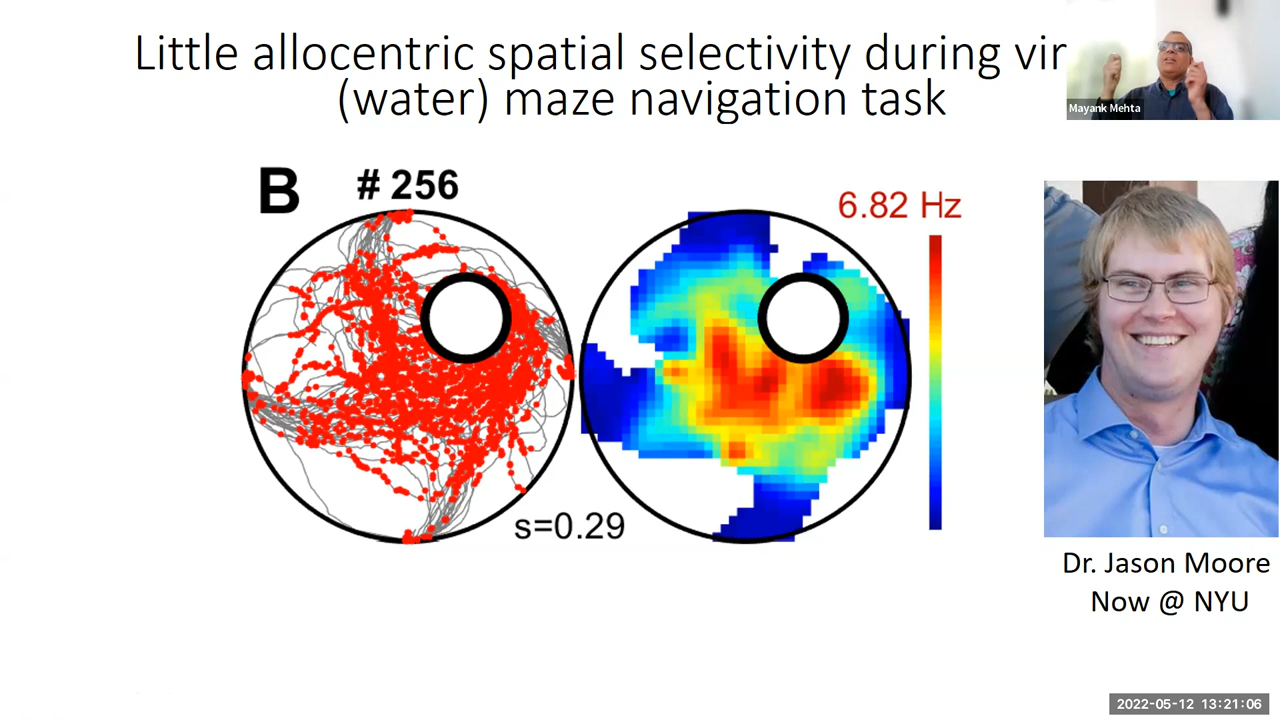 Little allocentric spatial selectivity during vir
(water) maze navigation task
Mayank Mehta
B
# 256
6.82 Hz
s=0.29
Dr. Jason Moore
Now @ NYU
2022-05-12 13:21:06